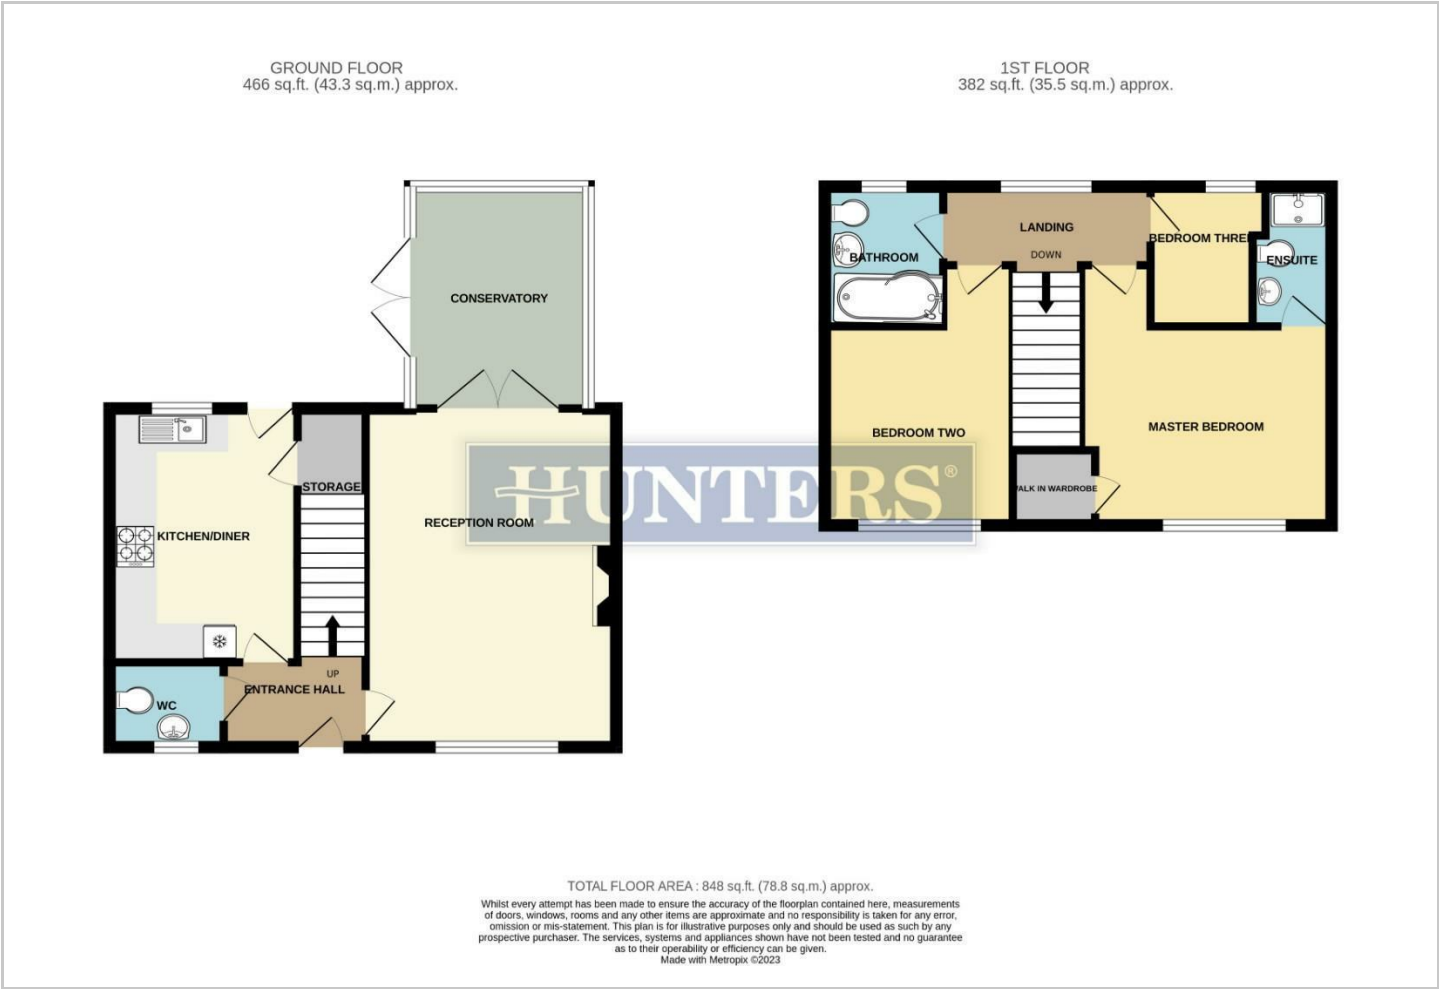 GROUND FLOOR
466 sq.ft. (43.3 sq.m.) approx.
1ST FLOOR
382 sq.ft. (35.5 sq.m.) approx.
CONSERVATORY
STORAGE
KITCHEN/DINER
RECEPTION ROOM
UP
ENTRANCE HALL
WC
LANDING
DOWN
BATHROOM
BEDROOM THREE
ENSUITE
BEDROOM TWO
MASTER BEDROOM
WALK IN WARDROBE
HUNTERS®
TOTAL FLOOR AREA : 848 sq.ft. (78.8 sq.m.) approx.
Whilst every attempt has been made to ensure the accuracy of the floorplan contained here, measurements
of doors, windows, rooms and any other items are approximate and no responsibility is taken for any error,
omission or mis-statement. This plan is for illustrative purposes only and should be used as such by any
prospective purchaser. The services, systems and appliances shown have not been tested and no guarantee
as to their operability or efficiency can be given.
Made with Metropix ©2023